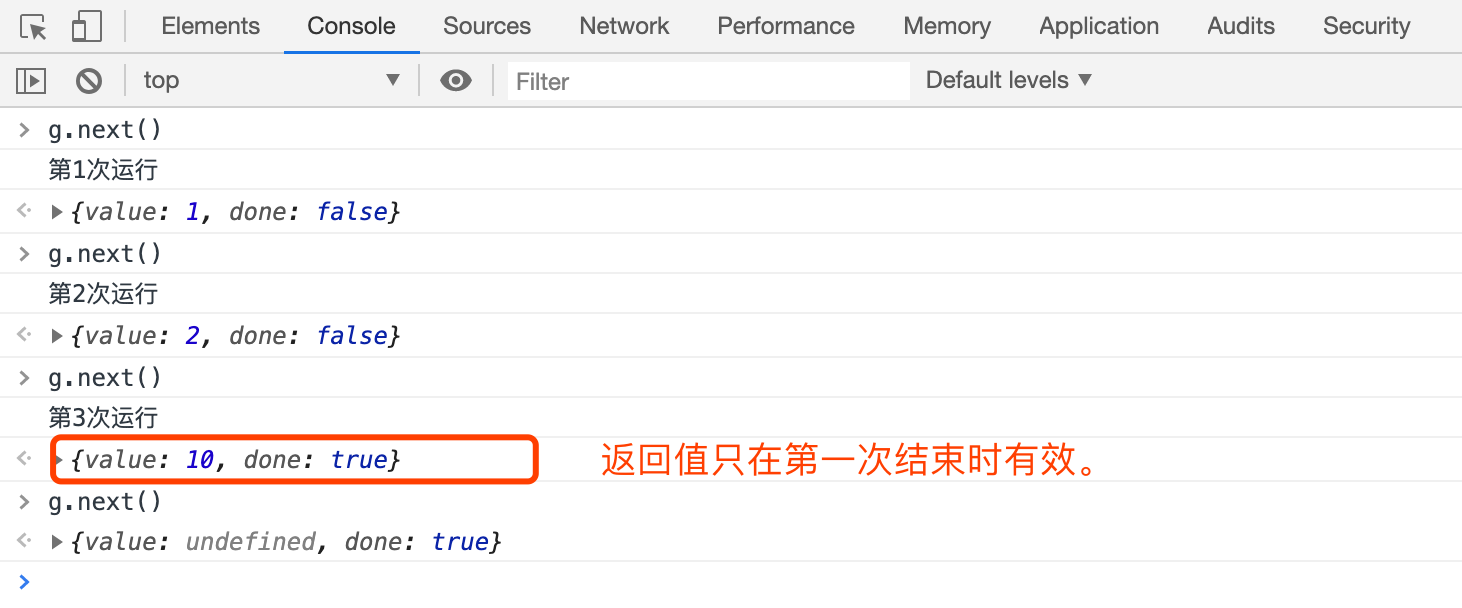 Elements Console Sources Network Performance Memory Application Audits Security
top Filter Default levels
g.next()
第1次运行
{value: 1, done: false}
g.next()
第2次运行
{value: 2, done: false}
g.next()
第3次运行
{value: 10, done: true} 返回值只在第一次结束时有效。
g.next()
{value: undefined, done: true}